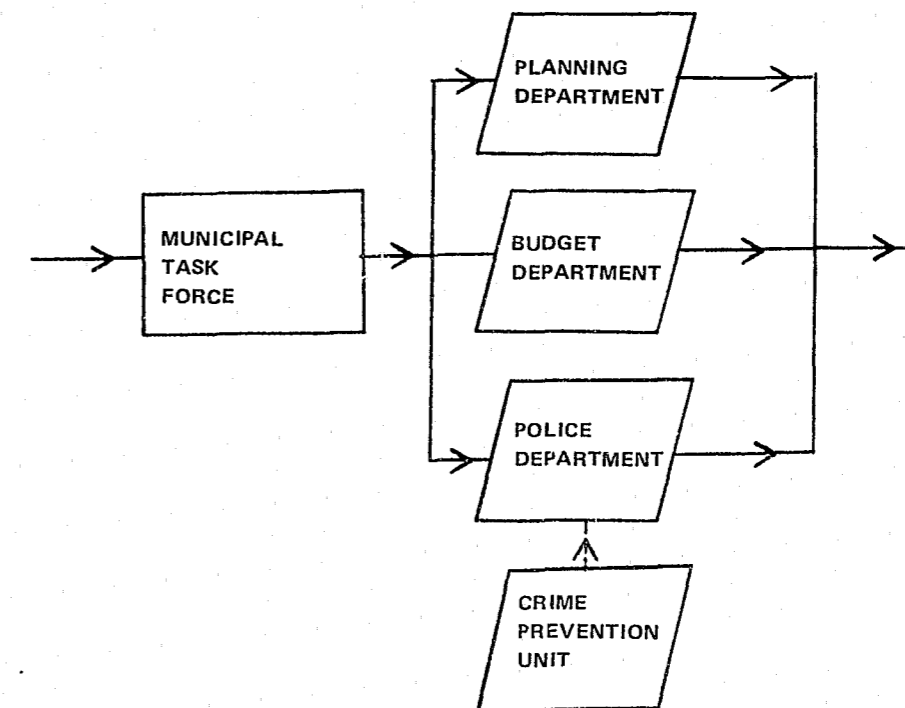 PLANNING
DEPARTMENT
MUNICIPAL
TASK
FORCE
BUDGET
DEPARTMENT
POLICE
DEPARTMENT
CRIME
PREVENTION
UNIT